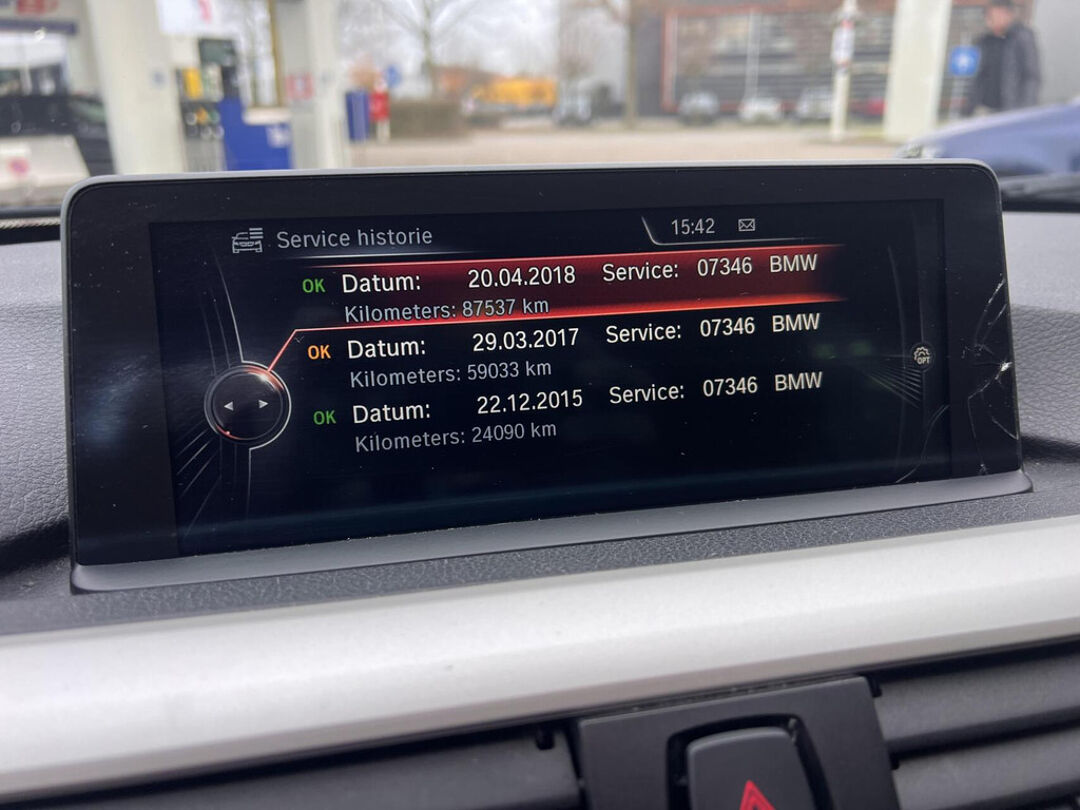 Service historie 15:42
OK Datum: 20.04.2018 Service: 07346 BMW
Kilometers: 87537 km
OK Datum: 29.03.2017 Service: 07346 BMW
Kilometers: 59033 km
OK Datum: 22.12.2015 Service: 07346 BMW
Kilometers: 24090 km
OPT